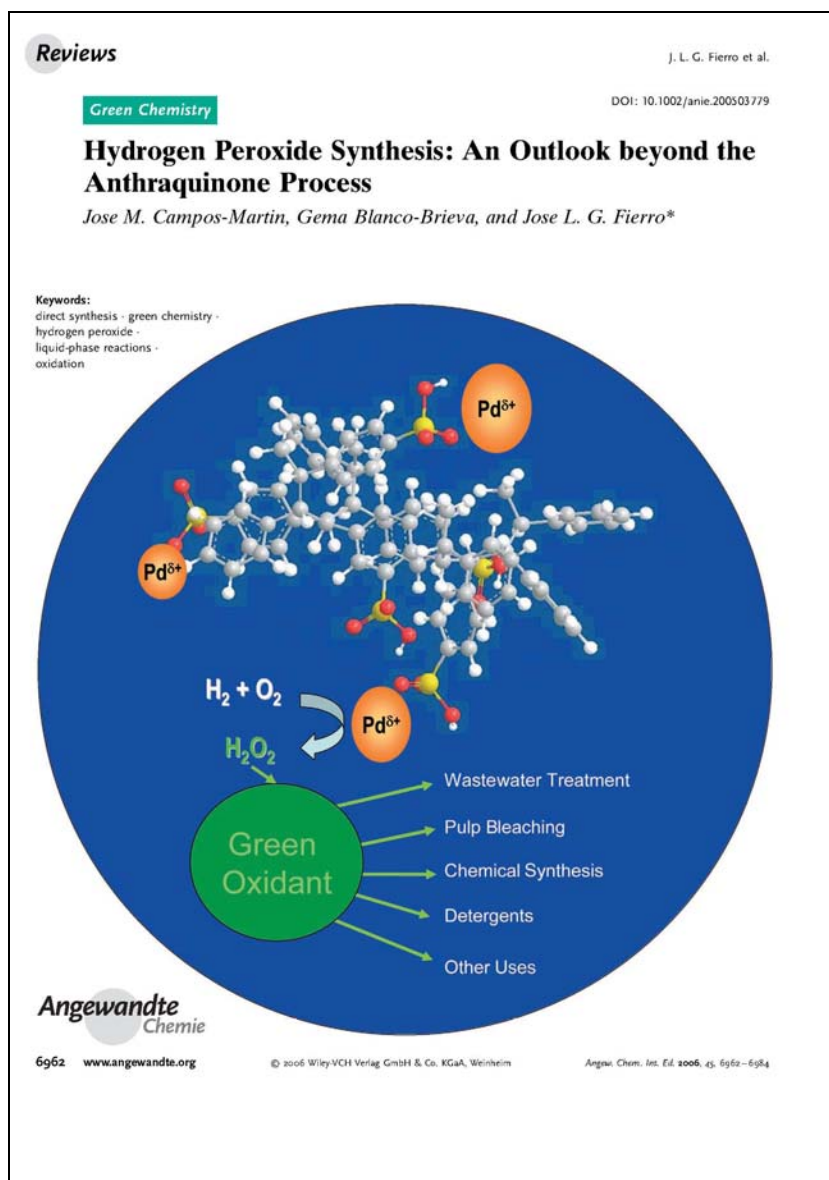 Reviews
J. L. G. Fierro et al.
Green Chemistry
DOI: 10.1002/anie.200503779
Hydrogen Peroxide Synthesis: An Outlook beyond the
Anthraquinone Process
Jose M. Campos-Martin, Gema Blanco-Brieva, and Jose L. G. Fierro*
Keywords:
direct synthesis · green chemistry ·
hydrogen peroxide ·
liquid-phase reactions ·
oxidation
Pdδ+
Pdδ+
H₂ + O₂
Pdδ+
H₂O₂
Green
Oxidant
Wastewater Treatment
Pulp Bleaching
Chemical Synthesis
Detergents
Other Uses
Angewandte
Chemie
6962 www.angewandte.org
© 2006 Wiley-VCH Verlag GmbH & Co. KGaA, Weinheim
Angew. Chem. Int. Ed. 2006, 45, 6962–6984